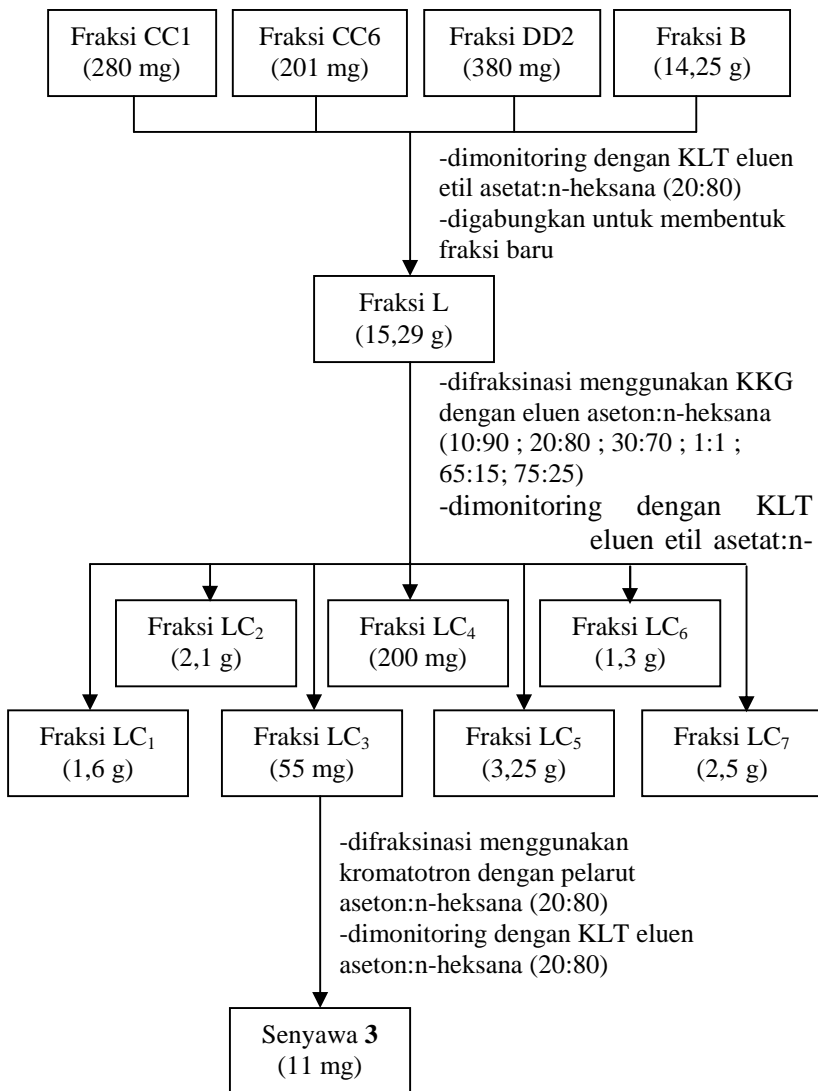 Fraksi CC1
(280 mg)
Fraksi CC6
(201 mg)
Fraksi DD2
(380 mg)
Fraksi B
(14,25 g)
-dimonitoring dengan KLT eluen
etil asetat:n-heksana (20:80)
-digabungkan untuk membentuk
fraksi baru
Fraksi L
(15,29 g)
-difraksinasi menggunakan KKG
dengan eluen aseton:n-heksana
(10:90 ; 20:80 ; 30:70 ; 1:1 ;
65:15; 75:25)
-dimonitoring dengan KLT
eluen etil asetat:n-
Fraksi LC₂
(2,1 g)
Fraksi LC₄
(200 mg)
Fraksi LC₆
(1,3 g)
Fraksi LC₁
(1,6 g)
Fraksi LC₃
(55 mg)
Fraksi LC₅
(3,25 g)
Fraksi LC₇
(2,5 g)
-difraksinasi menggunakan
kromatotron dengan pelarut
aseton:n-heksana (20:80)
-dimonitoring dengan KLT eluen
aseton:n-heksana (20:80)
Senyawa 3
(11 mg)